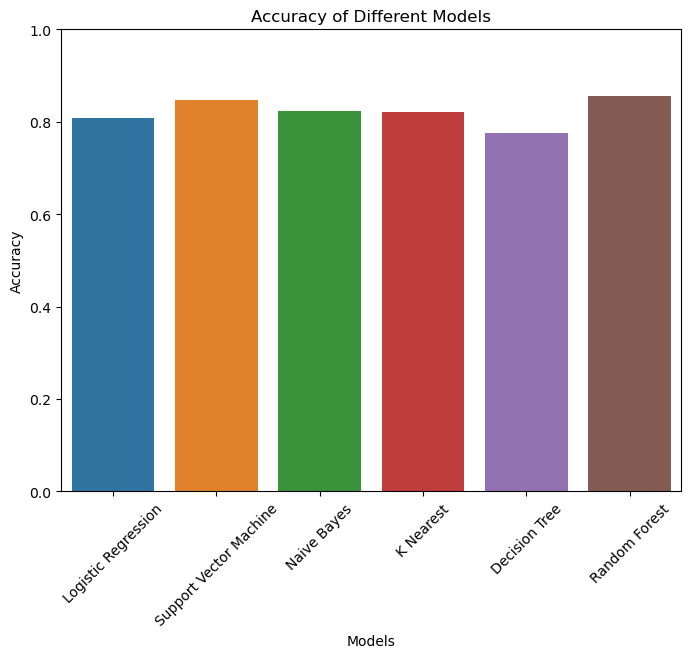 Accuracy of Different Models
1.0
0.8
0.6
0.4
0.2
0.0
Accuracy
Logistic Regression
Support Vector Machine
Naive Bayes
K Nearest
Decision Tree
Random Forest
Models